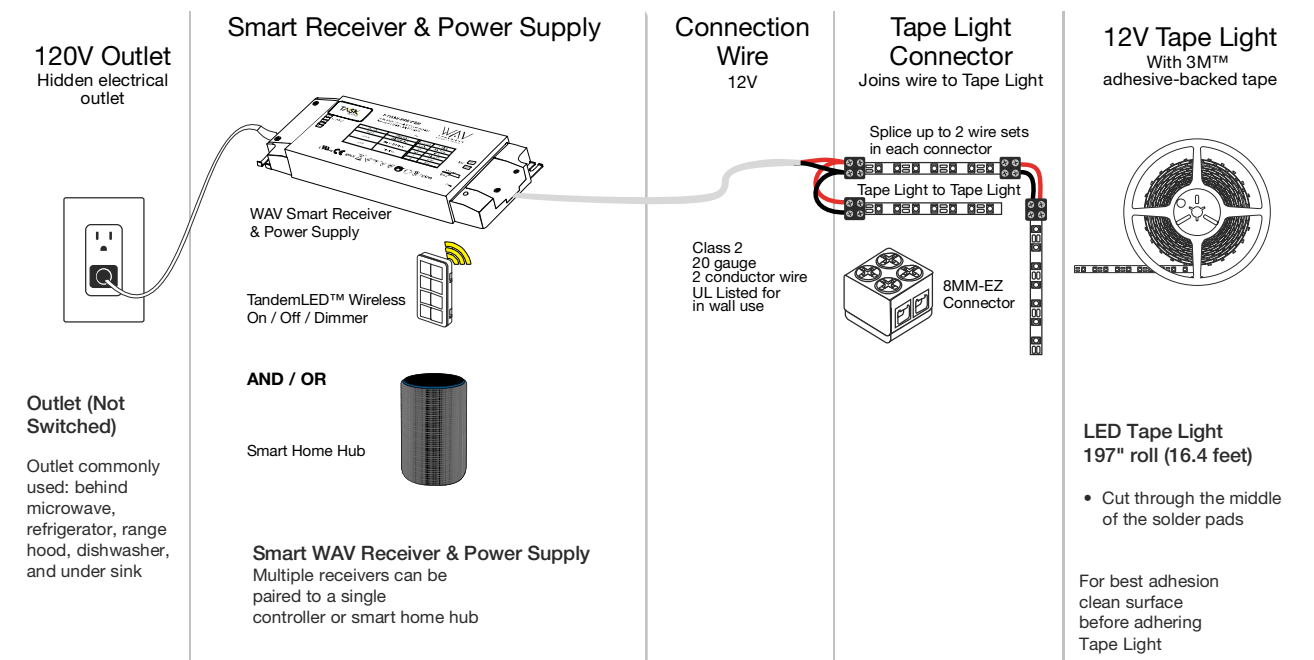 120V Outlet
Hidden electrical
outlet
Outlet (Not
Switched)
Outlet commonly
used: behind
microwave,
refrigerator, range
hood, dishwasher,
and under sink
Smart Receiver & Power Supply
TASK
WAV
WAV Smart Receiver
& Power Supply
TandemLED™ Wireless
On / Off / Dimmer
AND / OR
Smart Home Hub
Smart WAV Receiver & Power Supply
Multiple receivers can be
paired to a single
controller or smart home hub
Connection
Wire
12V
Class 2
20 gauge
2 conductor wire
UL Listed for
in wall use
Tape Light
Connector
Joins wire to Tape Light
Splice up to 2 wire sets
in each connector
Tape Light to Tape Light
8MM-EZ
Connector
12V Tape Light
With 3M™
adhesive-backed tape
LED Tape Light
197" roll (16.4 feet)
• Cut through the middle
of the solder pads
For best adhesion
clean surface
before adhering
Tape Light